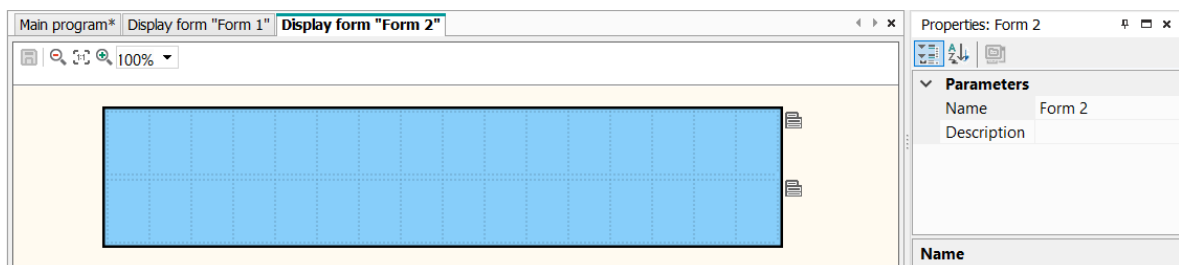 Main program* Display form "Form 1" Display form "Form 2"
100%
Properties: Form 2
Parameters
Name Form 2
Description
Name